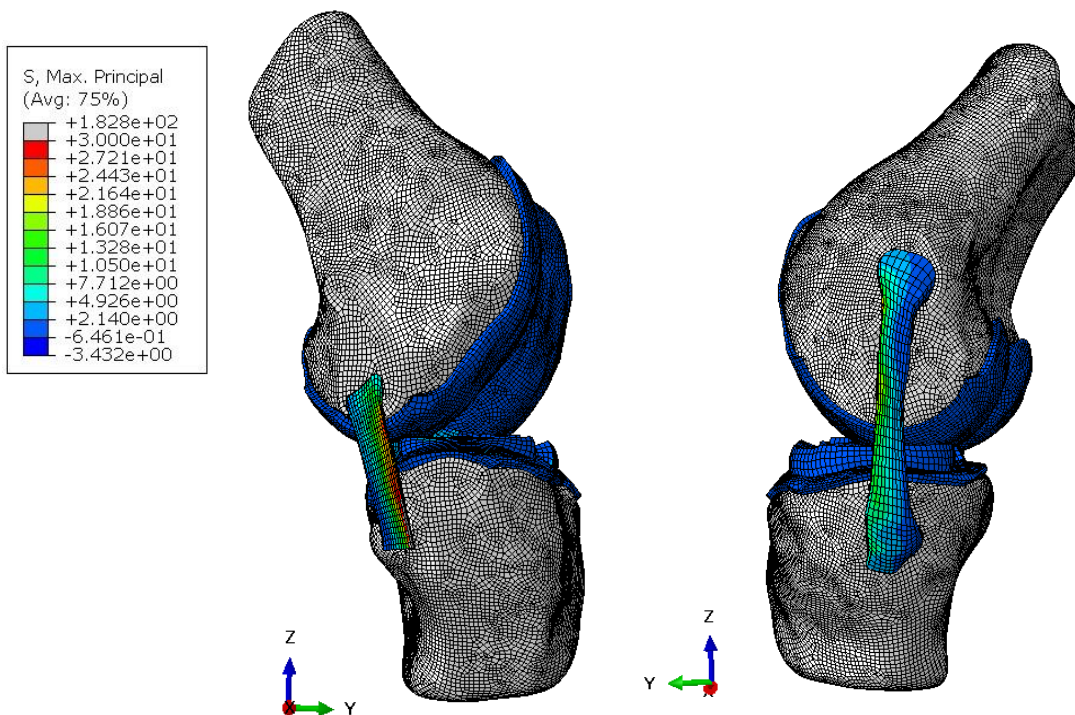 S, Max. Principal
(Avg: 75%)
+1.828e+02
+3.000e+01
+2.721e+01
+2.443e+01
+2.164e+01
+1.886e+01
+1.607e+01
+1.328e+01
+1.050e+01
+7.712e+00
+4.926e+00
+2.140e+00
-6.461e-01
-3.432e+00
Z
X
Y
Z
Y
X